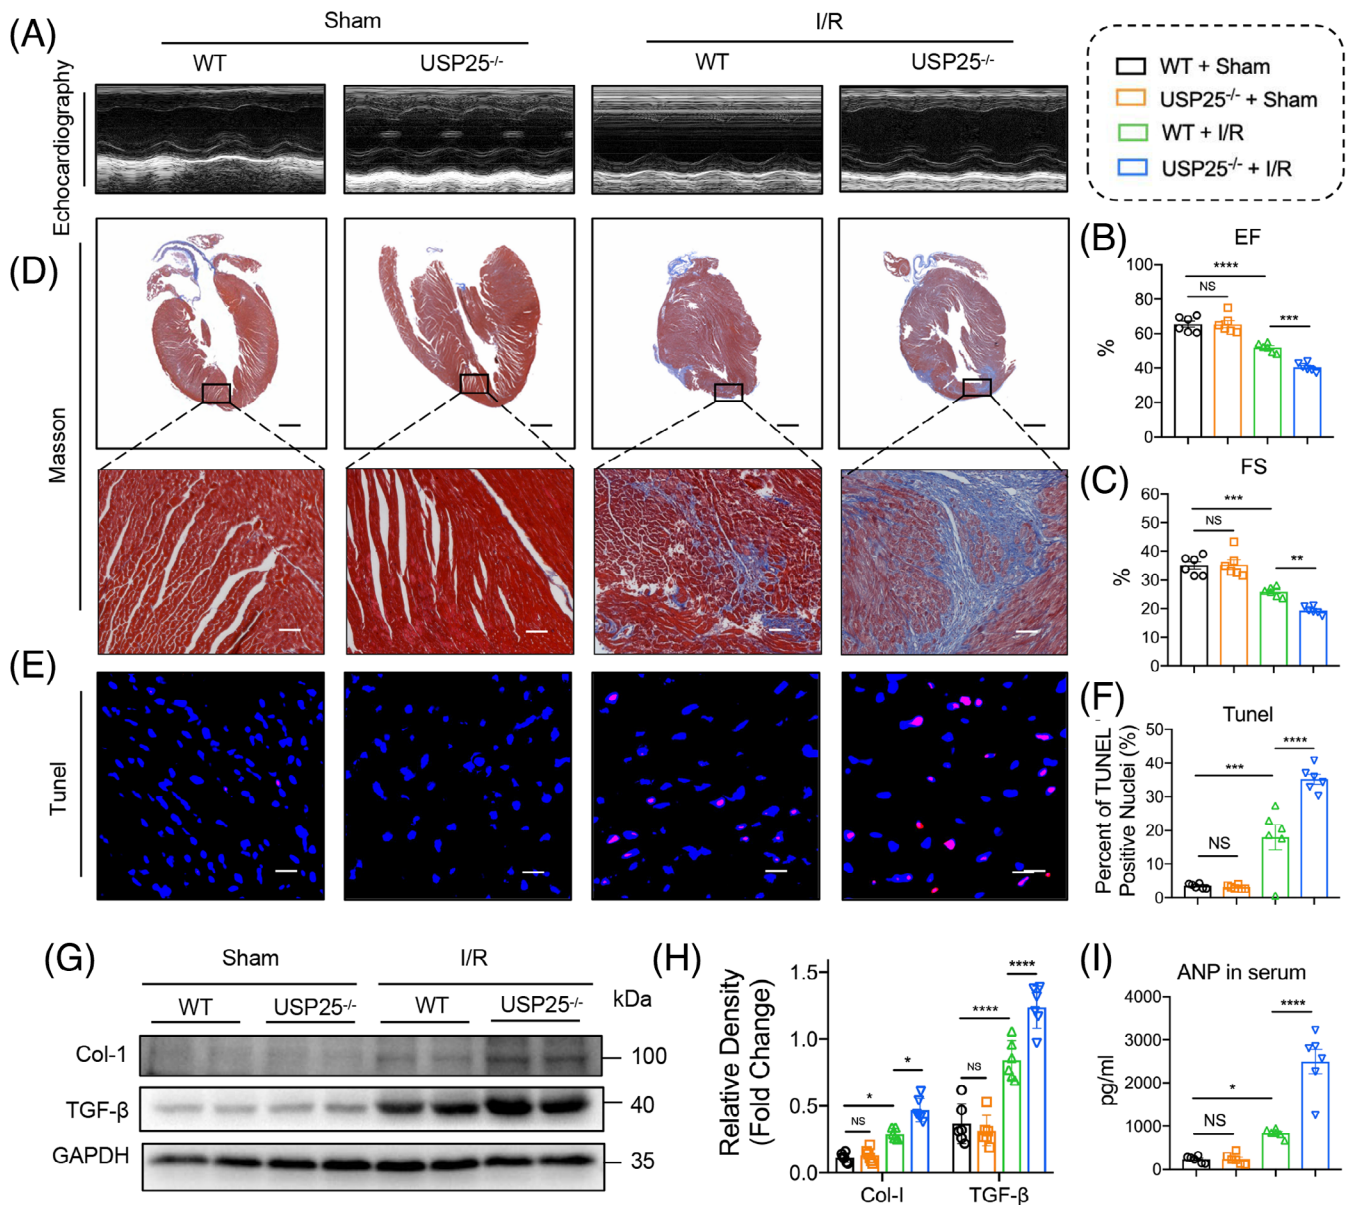 (A)
Sham
I/R
WT
USP25-/-
WT
USP25-/-
Echocardiography
WT + Sham
USP25-/- + Sham
WT + I/R
USP25-/- + I/R
(D)
Masson
(B)
EF
%
100
80
60
40
20
0
****
NS
***
(C)
FS
%
60
50
40
30
20
10
0
***
NS
**
(E)
Tunel
(F)
Tunel
Percent of TUNEL
Positive Nuclei (%)
50
40
30
20
10
0
****
***
NS
(G)
Sham
I/R
WT
USP25-/-
WT
USP25-/-
kDa
Col-1
100
TGF-β
40
GAPDH
35
(H)
Relative Density
(Fold Change)
1.5
1.0
0.5
0.0
NS
*
*
NS
****
****
Col-I
TGF-β
(I)
ANP in serum
pg/ml
4000
3000
2000
1000
0
****
*
NS